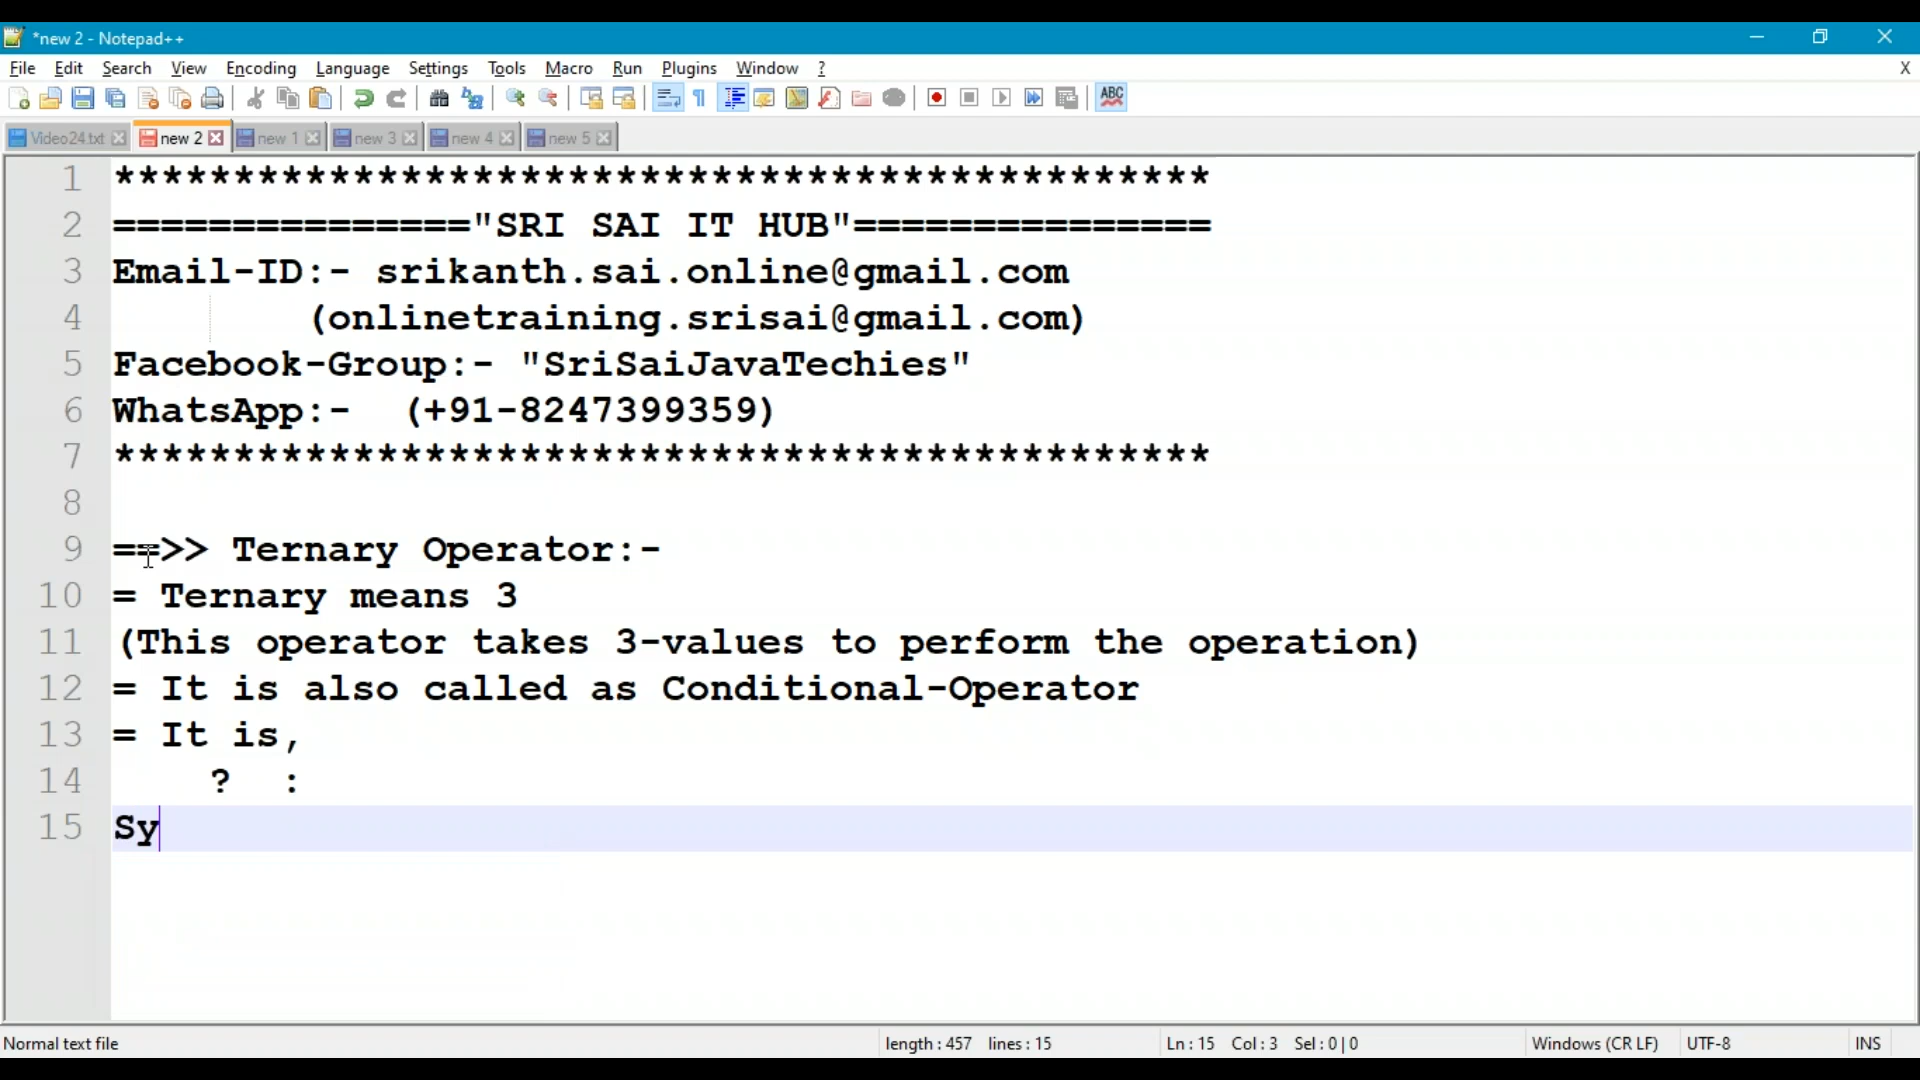 *new 2 - Notepad++
File Edit Search View Encoding Language Settings Tools Macro Run Plugins Window ? X
ABC
Video24.txt new 2 new 1 new 3 new 4 new 5
1 **********************************************
2 ==============="SRI SAI IT HUB"===============
3 Email-ID:- srikanth.sai.online@gmail.com
4 (onlinetraining.srisai@gmail.com)
5 Facebook-Group:- "SriSaiJavaTechies"
6 WhatsApp:- (+91-8247399359)
7 **********************************************
8
9 ==>> Ternary Operator:-
10 = Ternary means 3
11 (This operator takes 3-values to perform the operation)
12 = It is also called as Conditional-Operator
13 = It is,
14 ? :
15 Sy
Normal text file length : 457 lines : 15 Ln : 15 Col : 3 Sel : 0 | 0 Windows (CR LF) UTF-8 INS